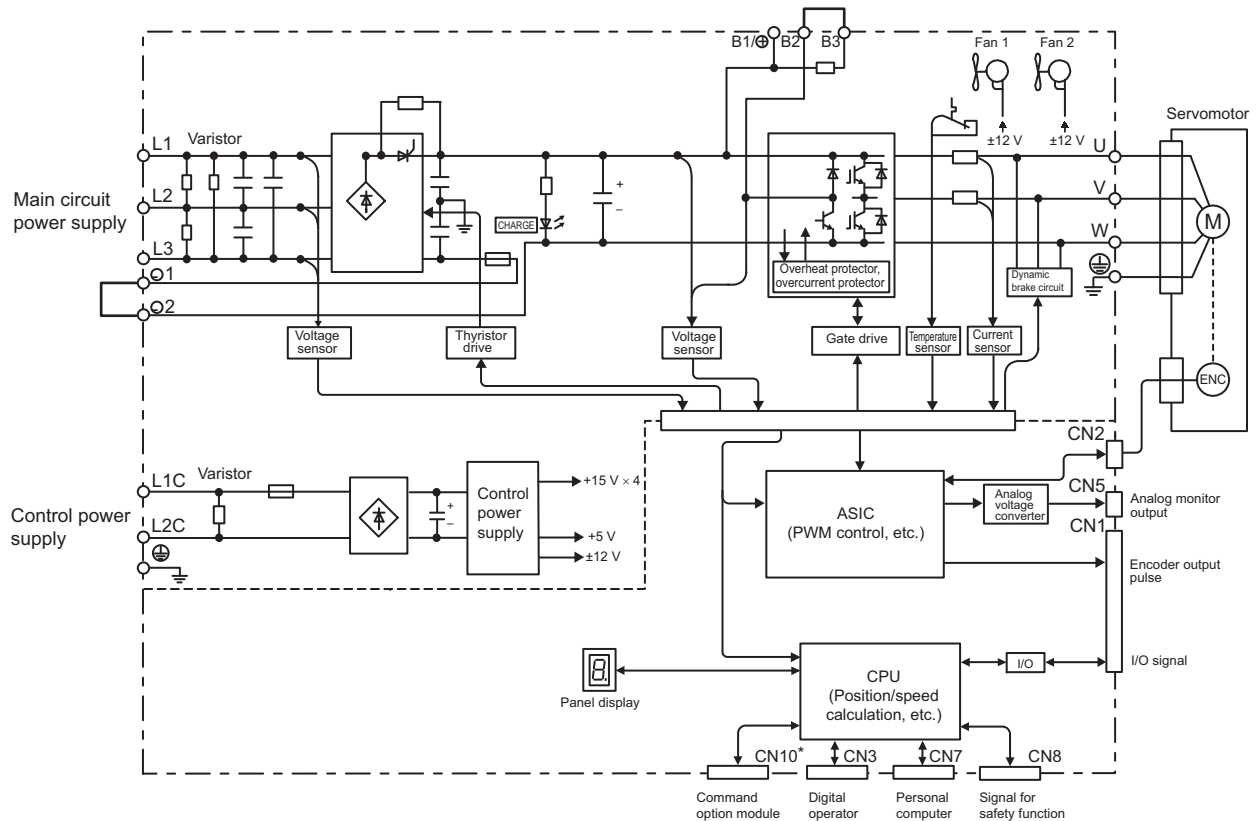 B1/⊕ B2 B3
Fan 1 Fan 2
±12 V ±12 V
Servomotor
Varistor
L1
L2
L3
Main circuit
power supply
⊖1
⊖2
CHARGE
+
–
U
V
W
M
ENC
Overheat protector,
overcurrent protector
Dynamic
brake circuit
Voltage
sensor
Thyristor
drive
Voltage
sensor
Gate drive
Temperature
sensor
Current
sensor
CN2
L1C
Varistor
L2C
Control power
supply
+
–
Control
power
supply
+15 V × 4
+5 V
±12 V
ASIC
(PWM control, etc.)
Analog
voltage
converter
CN5
Analog monitor
output
CN1
Encoder output
pulse
I/O
I/O signal
CPU
(Position/speed
calculation, etc.)
8.
Panel display
CN10* CN3 CN7 CN8
Command
option module
Digital
operator
Personal
computer
Signal for
safety function